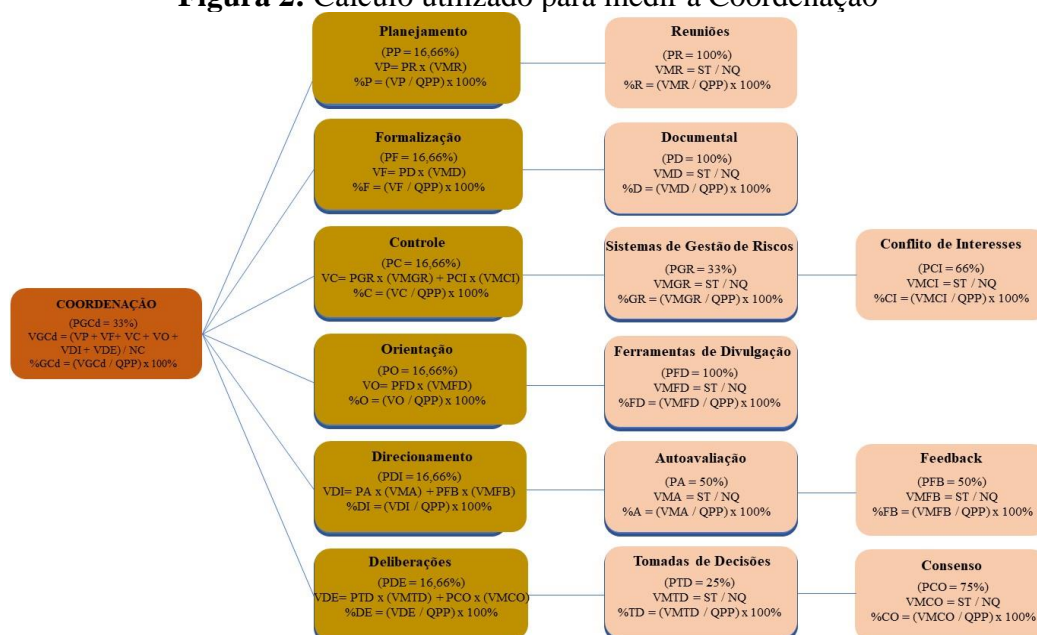 Figura 2: Cálculo utilizado para medir a Coordenação
Planejamento
(PP = 16,66%)
VP= PR x (VMR)
%P = (VP / QPP) x 100%
Reuniões
(PR = 100%)
VMR = ST / NQ
%R = (VMR / QPP) x 100%
Formalização
(PF = 16,66%)
VF= PD x (VMD)
%F = (VF / QPP) x 100%
Documental
(PD = 100%)
VMD = ST / NQ
%D = (VMD / QPP) x 100%
COORDENAÇÃO
(PGCd = 33%)
VGCd = (VP + VF+ VC + VO +
VDI + VDE) / NC
%GCd = (VGCd / QPP) x 100%
Controle
(PC = 16,66%)
VC= PGR x (VMGR) + PCI x (VMCI)
%C = (VC / QPP) x 100%
Sistemas de Gestão de Riscos
(PGR = 33%)
VMGR = ST / NQ
%GR = (VMGR / QPP) x 100%
Conflito de Interesses
(PCI = 66%)
VMCI = ST / NQ
%CI = (VMCI / QPP) x 100%
Orientação
(PO = 16,66%)
VO= PFD x (VMFD)
%O = (VO / QPP) x 100%
Ferramentas de Divulgação
(PFD = 100%)
VMFD = ST / NQ
%FD = (VMFD / QPP) x 100%
Direcionamento
(PDI = 16,66%)
VDI= PA x (VMA) + PFB x (VMFB)
%DI = (VDI / QPP) x 100%
Autoavaliação
(PA = 50%)
VMA = ST / NQ
%A = (VMA / QPP) x 100%
Feedback
(PFB = 50%)
VMFB = ST / NQ
%FB = (VMFB / QPP) x 100%
Deliberações
(PDE = 16,66%)
VDE= PTD x (VMTD) + PCO x (VMCO)
%DE = (VDE / QPP) x 100%
Tomadas de Decisões
(PTD = 25%)
VMTD = ST / NQ
%TD = (VMTD / QPP) x 100%
Consenso
(PCO = 75%)
VMCO = ST / NQ
%CO = (VMCO / QPP) x 100%